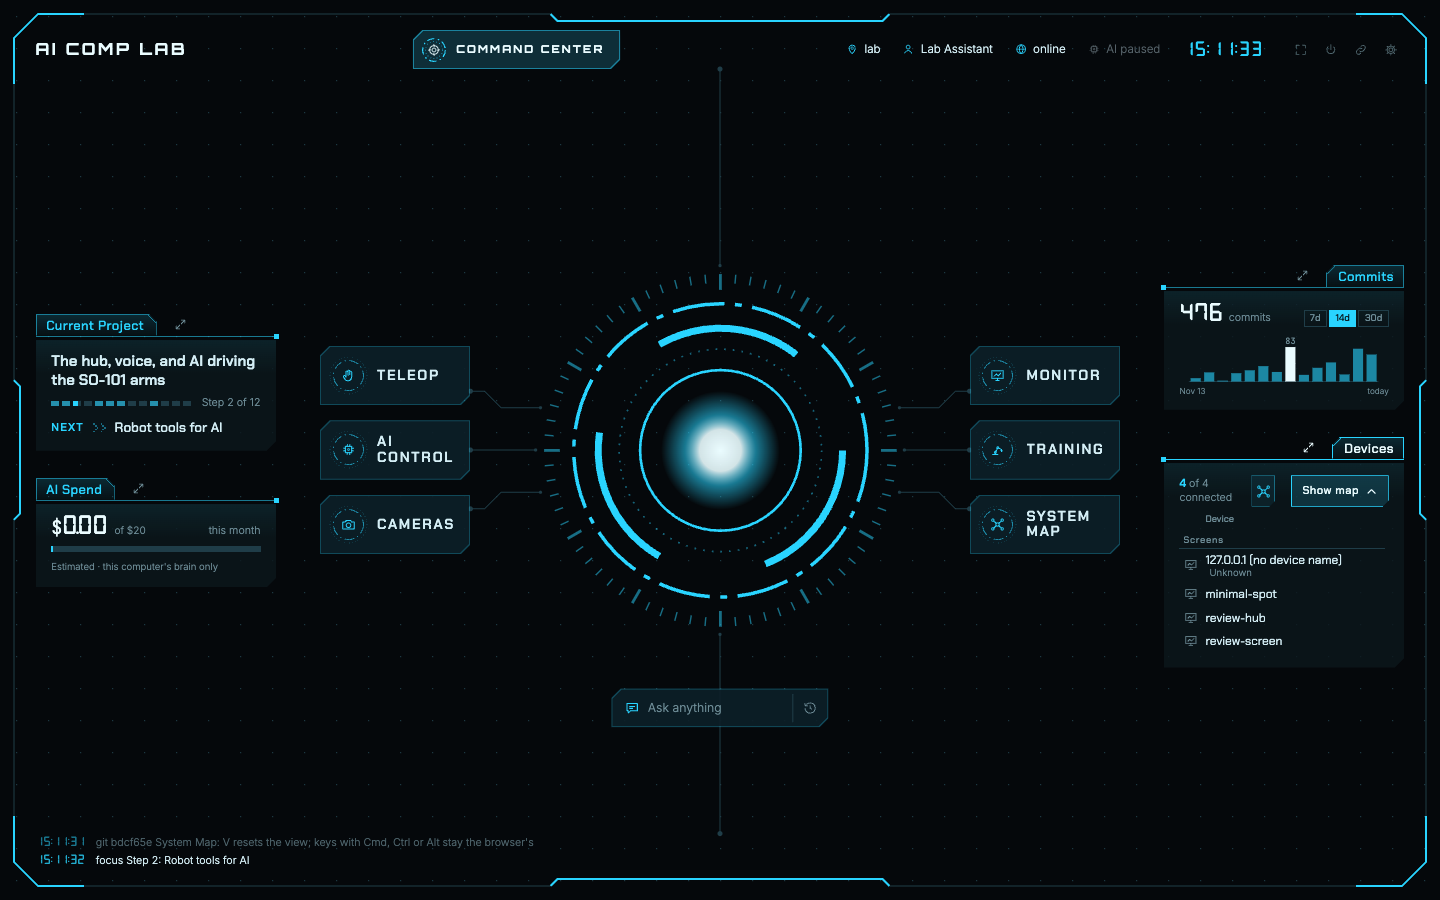 AI COMP LAB
COMMAND CENTER
lab
Lab Assistant
online
AI paused
15:11:33
Current Project
The hub, voice, and AI driving
the SO-101 arms
Step 2 of 12
NEXT
Robot tools for AI
AI Spend
$0.00 of $20
this month
Estimated · this computer's brain only
TELEOP
AI
CONTROL
CAMERAS
MONITOR
TRAINING
SYSTEM
MAP
Ask anything
Commits
476 commits
7d
14d
30d
83
Nov 13
today
Devices
4 of 4
connected
Show map
Device
Screens
127.0.0.1 (no device name)
Unknown
minimal-spot
review-hub
review-screen
15:11:31 git bdcf65e System Map: V resets the view; keys with Cmd, Ctrl or Alt stay the browser's
15:11:32 focus Step 2: Robot tools for AI